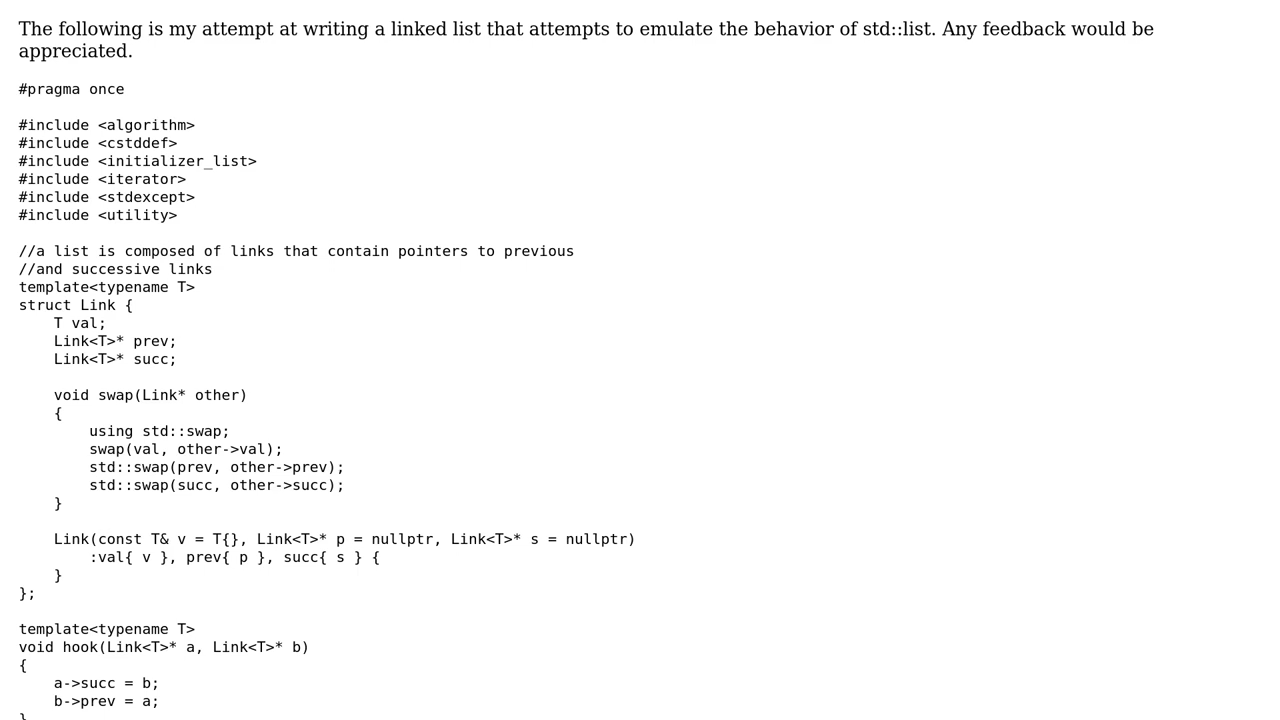 The following is my attempt at writing a linked list that attempts to emulate the behavior of std::list. Any feedback would be
appreciated.
#pragma once
#include <algorithm>
#include <cstddef>
#include <initializer_list>
#include <iterator>
#include <stdexcept>
#include <utility>
//a list is composed of links that contain pointers to previous
//and successive links
template<typename T>
struct Link {
    T val;
    Link<T>* prev;
    Link<T>* succ;
    void swap(Link* other)
    {
        using std::swap;
        swap(val, other->val);
        std::swap(prev, other->prev);
        std::swap(succ, other->succ);
    }
    Link(const T& v = T{}, Link<T>* p = nullptr, Link<T>* s = nullptr)
        :val{ v }, prev{ p }, succ{ s } {
    }
};
template<typename T>
void hook(Link<T>* a, Link<T>* b)
{
    a->succ = b;
    b->prev = a;
}